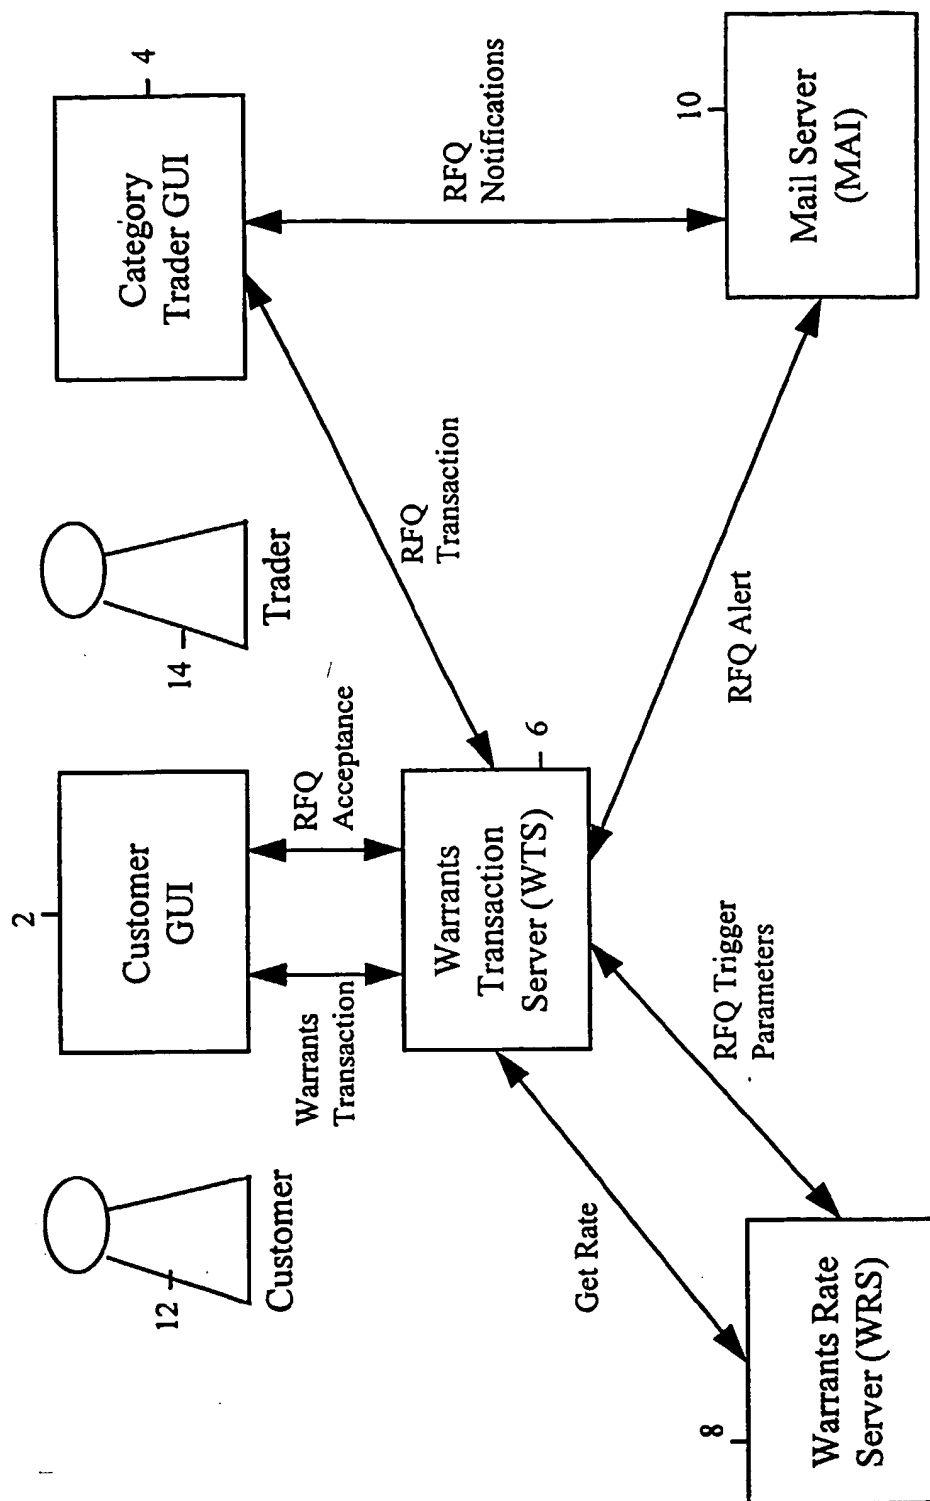 12
Customer
2
Customer
GUI
14
Trader
4
Category
Trader GUI
Warrants
Transaction
RFQ
Acceptance
RFQ
Transaction
RFQ
Notifications
Warrants
Transaction
Server (WTS)
6
Get Rate
RFQ Trigger
Parameters
RFQ Alert
8
Warrants Rate
Server (WRS)
10
Mail Server
(MAI)